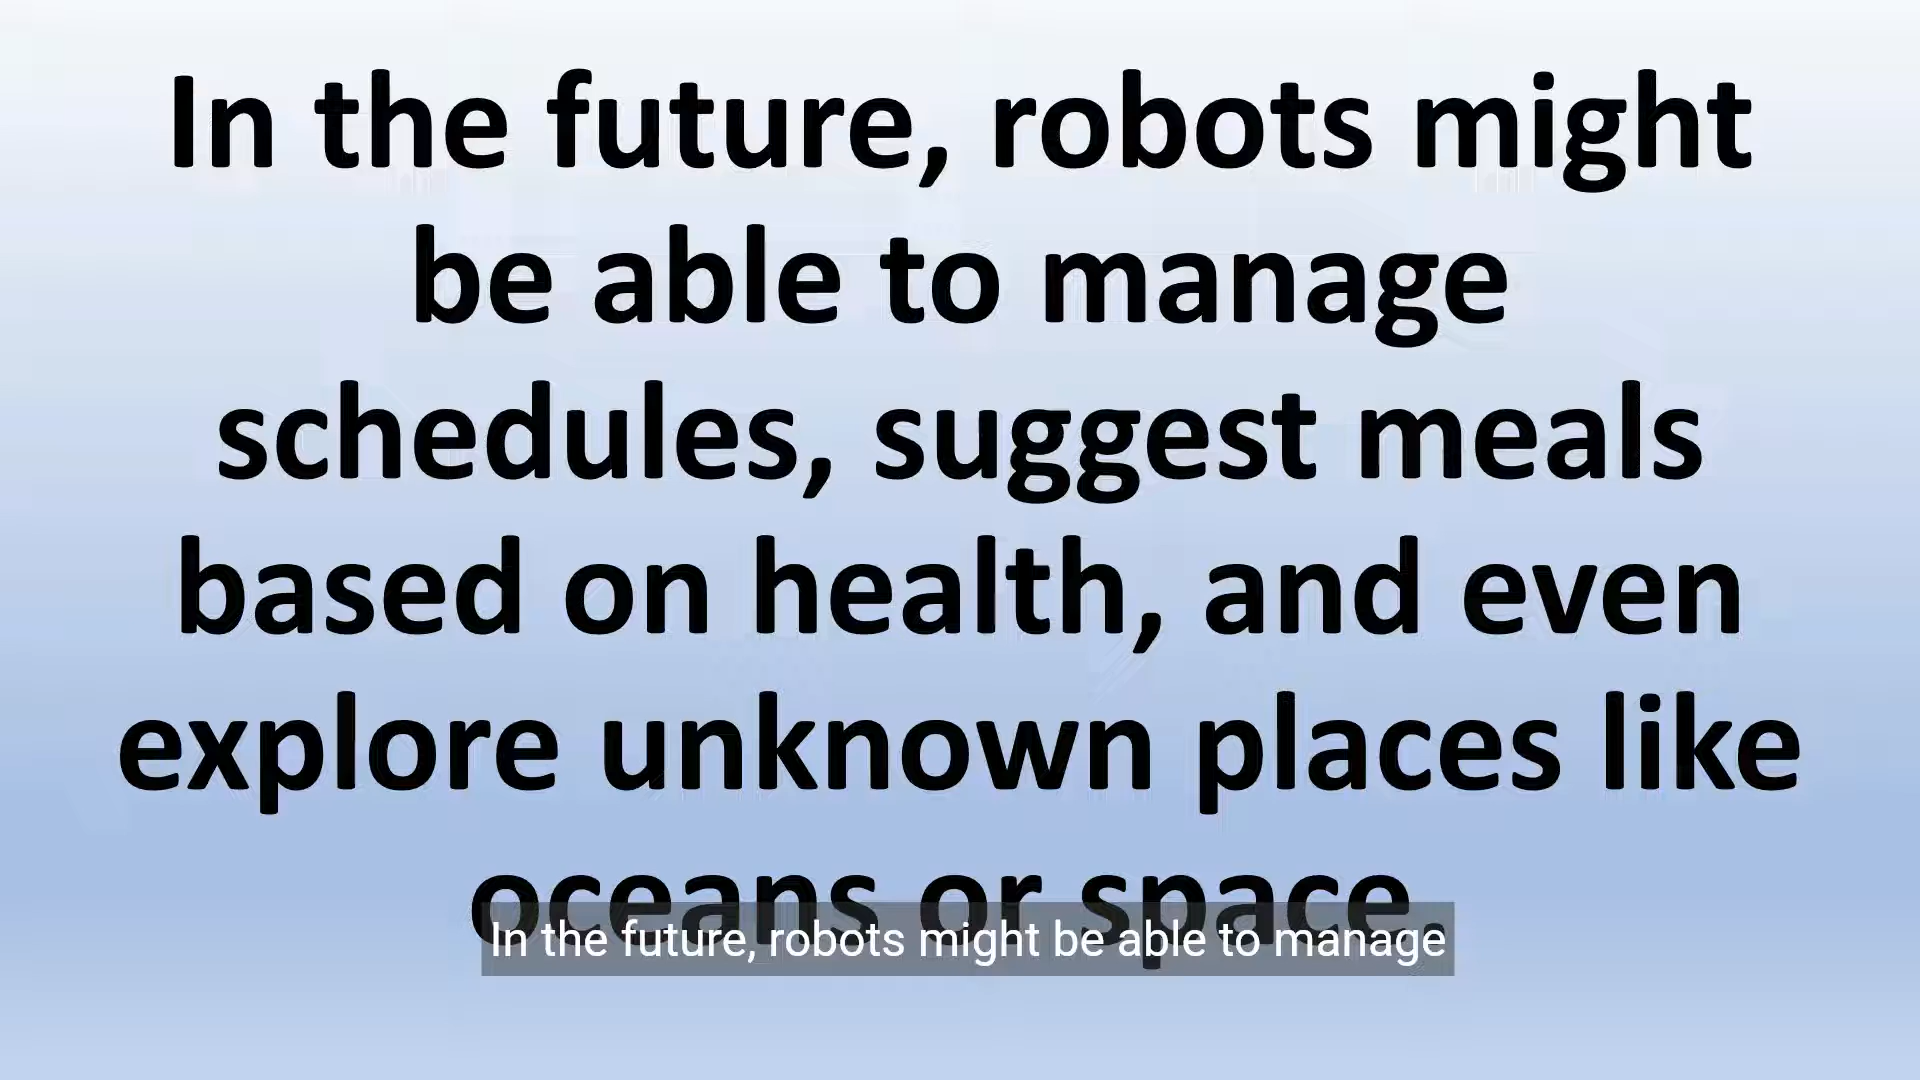 In the future, robots might
be able to manage
schedules, suggest meals
based on health, and even
explore unknown places like
oceans or space.
In the future, robots might be able to manage